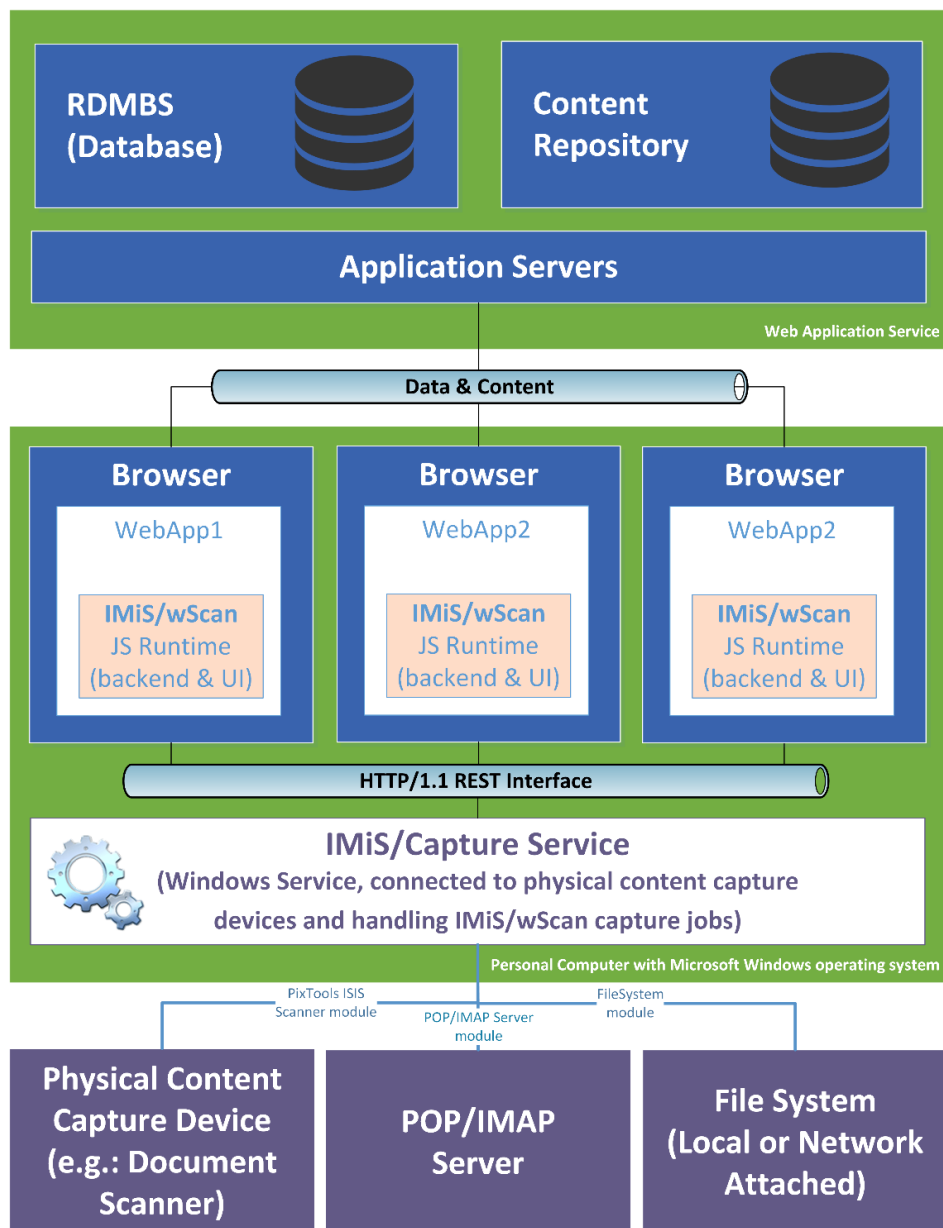 RDMBS
(Database)
Content
Repository
Application Servers
Web Application Service
Data & Content
Browser
WebApp1
IMiS/wScan
JS Runtime
(backend & UI)
Browser
WebApp2
IMiS/wScan
JS Runtime
(backend & UI)
Browser
WebApp2
IMiS/wScan
JS Runtime
(backend & UI)
HTTP/1.1 REST Interface
IMiS/Capture Service
(Windows Service, connected to physical content capture
devices and handling IMiS/wScan capture jobs)
Personal Computer with Microsoft Windows operating system
PixTools ISIS
Scanner module
POP/IMAP Server
module
FileSystem
module
Physical Content
Capture Device
(e.g.: Document
Scanner)
POP/IMAP
Server
File System
(Local or Network
Attached)